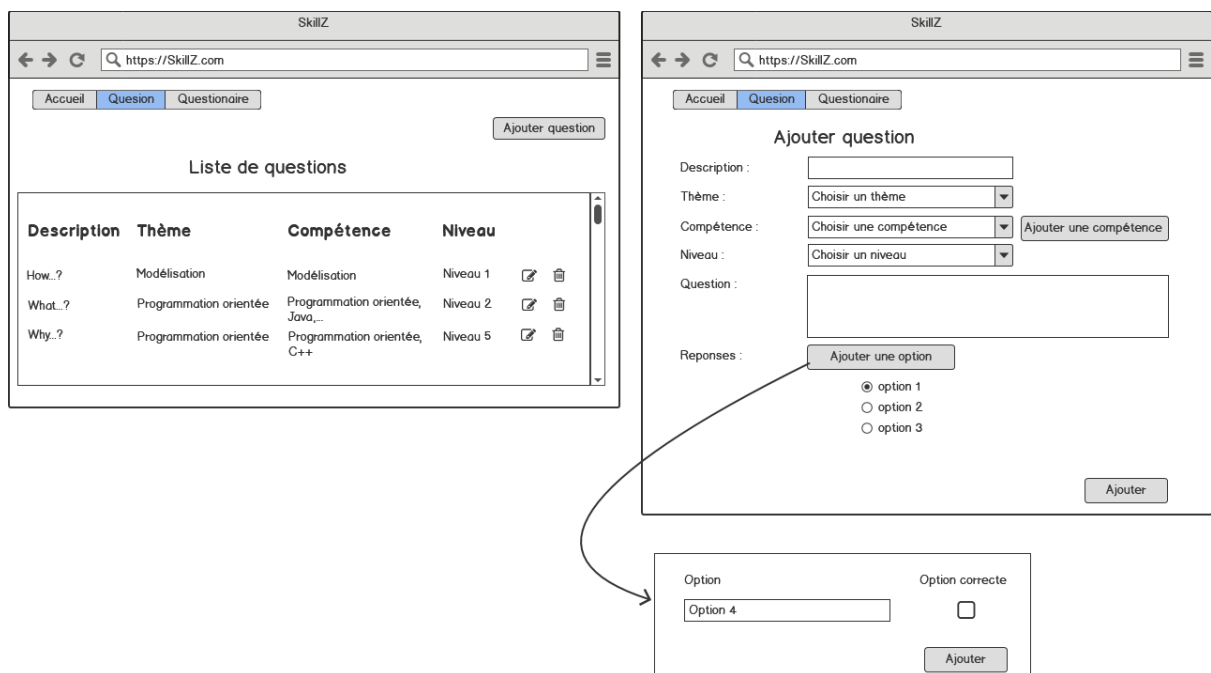 SkillZ
https://SkillZ.com
Accueil Quesion Questionaire
Ajouter question
Liste de questions
Description Thème Compétence Niveau
How...? Modélisation Modélisation Niveau 1
What...? Programmation orientée Programmation orientée, Niveau 2
Java,...
Why...? Programmation orientée Programmation orientée, Niveau 5
C++
SkillZ
https://SkillZ.com
Accueil Quesion Questionaire
Ajouter question
Description :
Thème : Choisir un thème
Compétence : Choisir une compétence Ajouter une compétence
Niveau : Choisir un niveau
Question :
Reponses : Ajouter une option
option 1
option 2
option 3
Ajouter
Option Option correcte
Option 4
Ajouter